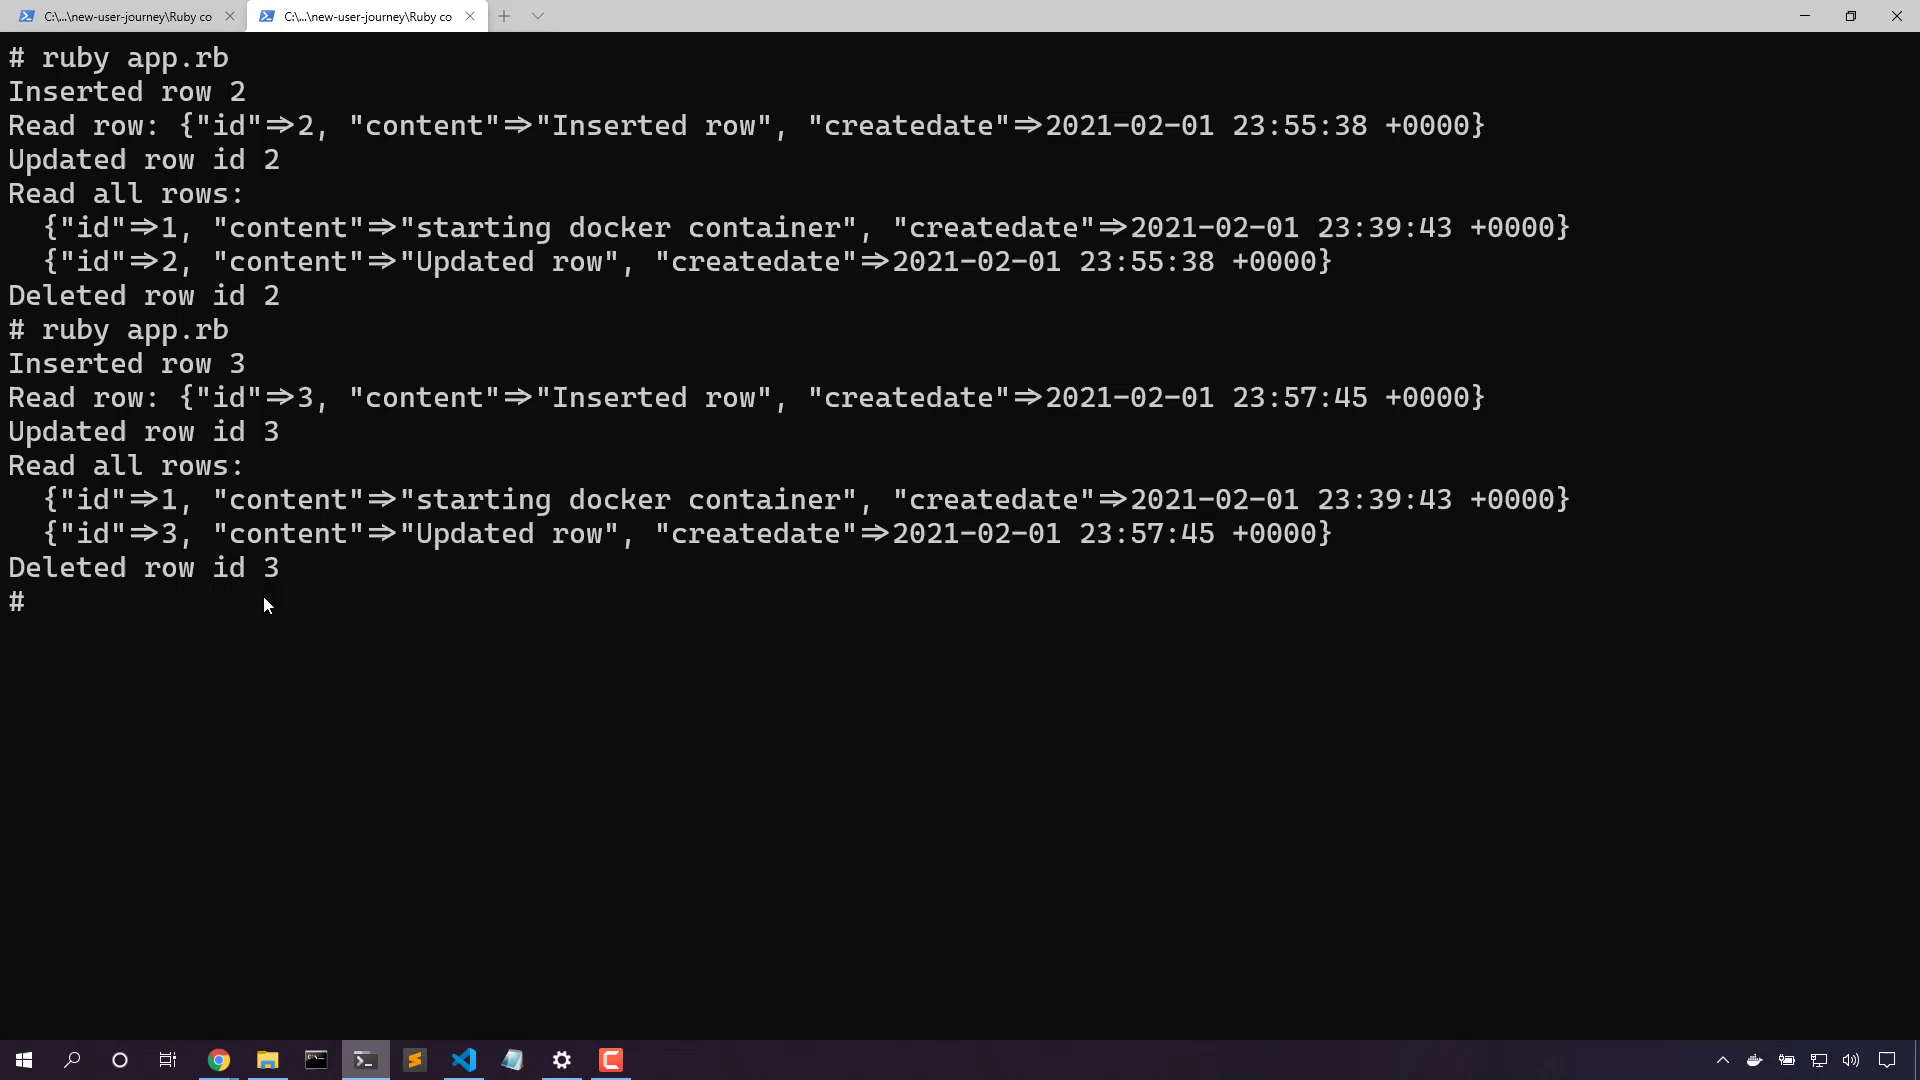 C:\...\new-user-journey\Ruby co
C:\...\new-user-journey\Ruby co
# ruby app.rb
Inserted row 2
Read row: {"id"=>2, "content"=>"Inserted row", "createdate"=>2021-02-01 23:55:38 +0000}
Updated row id 2
Read all rows:
{"id"=>1, "content"=>"starting docker container", "createdate"=>2021-02-01 23:39:43 +0000}
{"id"=>2, "content"=>"Updated row", "createdate"=>2021-02-01 23:55:38 +0000}
Deleted row id 2
# ruby app.rb
Inserted row 3
Read row: {"id"=>3, "content"=>"Inserted row", "createdate"=>2021-02-01 23:57:45 +0000}
Updated row id 3
Read all rows:
{"id"=>1, "content"=>"starting docker container", "createdate"=>2021-02-01 23:39:43 +0000}
{"id"=>3, "content"=>"Updated row", "createdate"=>2021-02-01 23:57:45 +0000}
Deleted row id 3
#